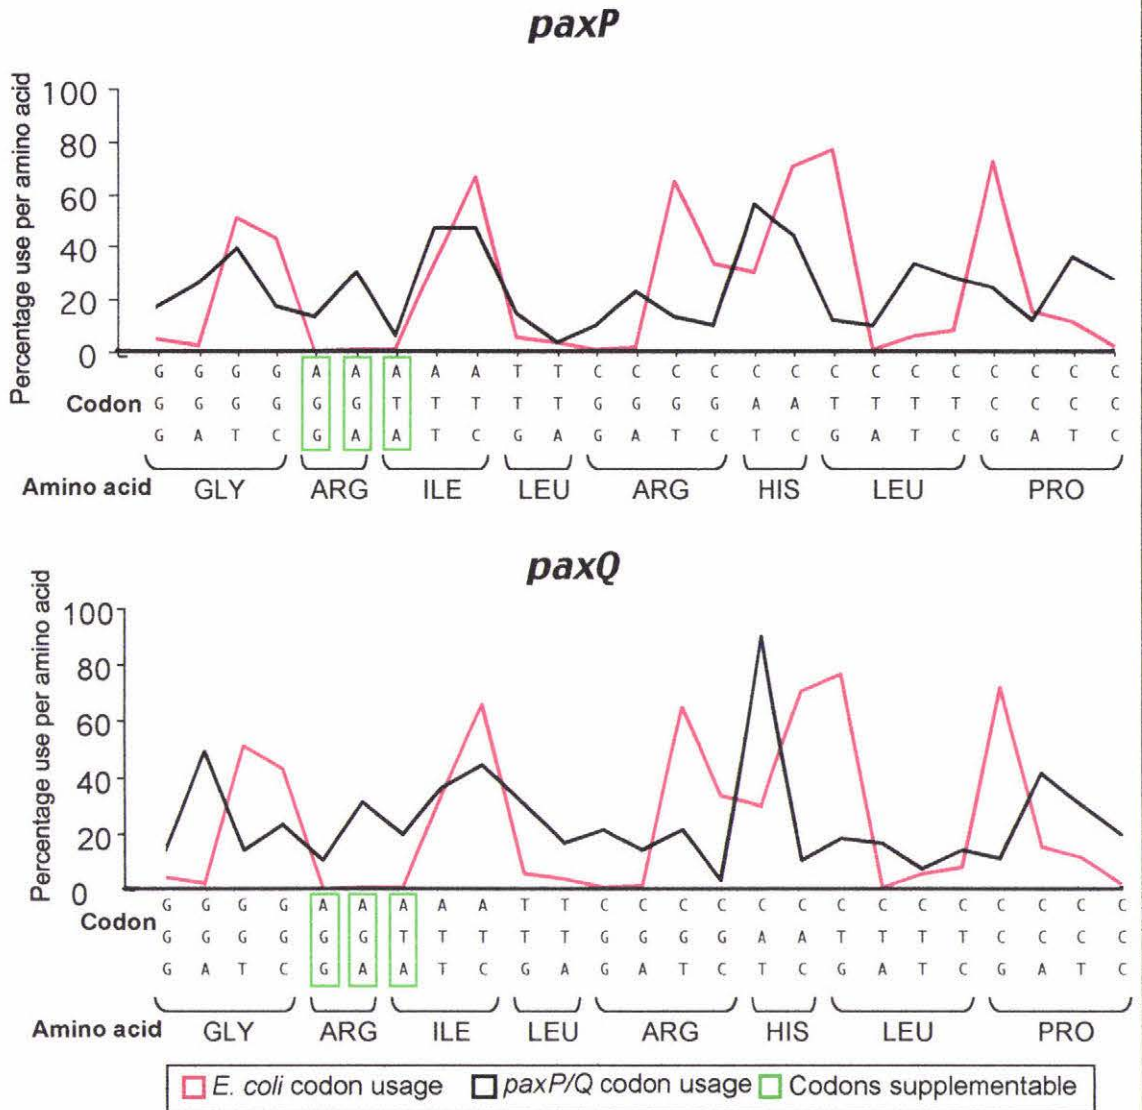 paxP
Percentage use per amino acid
100
80
60
40
20
0
Codon
G G G G A A A A A T T C C C C C C C C C C C C C C
G G G G G G T T T T T G G G G A A T T T T C C C C
G A T C G A A T C G A G A T C T C G A T C G A T C
Amino acid GLY ARG ILE LEU ARG HIS LEU PRO
paxQ
Percentage use per amino acid
100
80
60
40
20
0
Codon
G G G G A A A A A T T C C C C C C C C C C C C C C
G G G G G G T T T T T G G G G A A T T T T C C C C
G A T C G A A T C G A G A T C T C G A T C G A T C
Amino acid GLY ARG ILE LEU ARG HIS LEU PRO
E. coli codon usage paxP/Q codon usage Codons supplementable